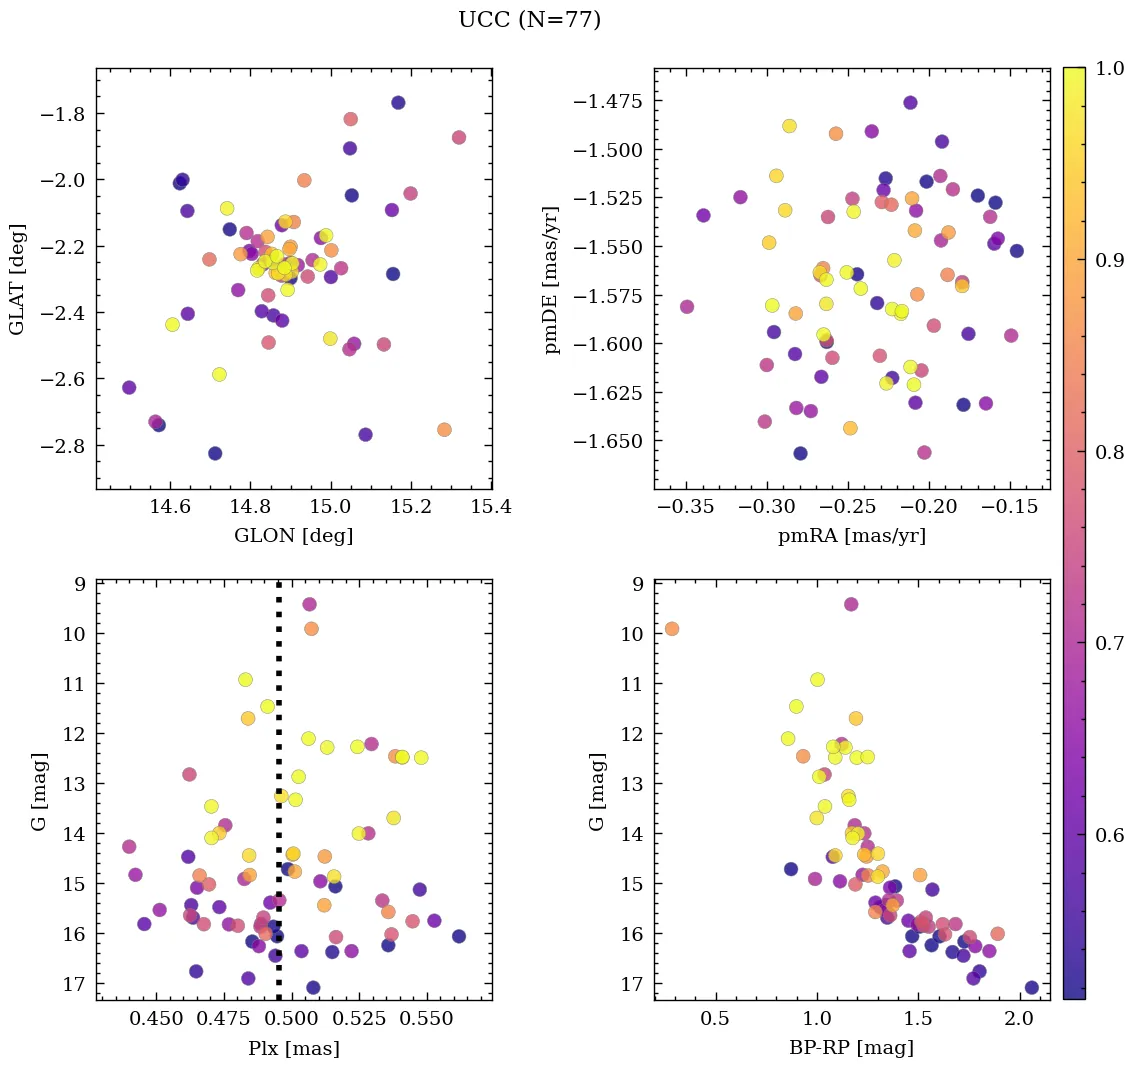 UCC (N=77)
−1.8
−2.0
−2.2
−2.4
−2.6
−2.8
GLAT [deg]
14.6 14.8 15.0 15.2 15.4
GLON [deg]
−1.475
−1.500
−1.525
−1.550
−1.575
−1.600
−1.625
−1.650
pmDE [mas/yr]
−0.35 −0.30 −0.25 −0.20 −0.15
pmRA [mas/yr]
1.0
0.9
0.8
0.7
0.6
9
10
11
12
13
14
15
16
17
G [mag]
0.450 0.475 0.500 0.525 0.550
Plx [mas]
9
10
11
12
13
14
15
16
17
G [mag]
0.5 1.0 1.5 2.0
BP-RP [mag]